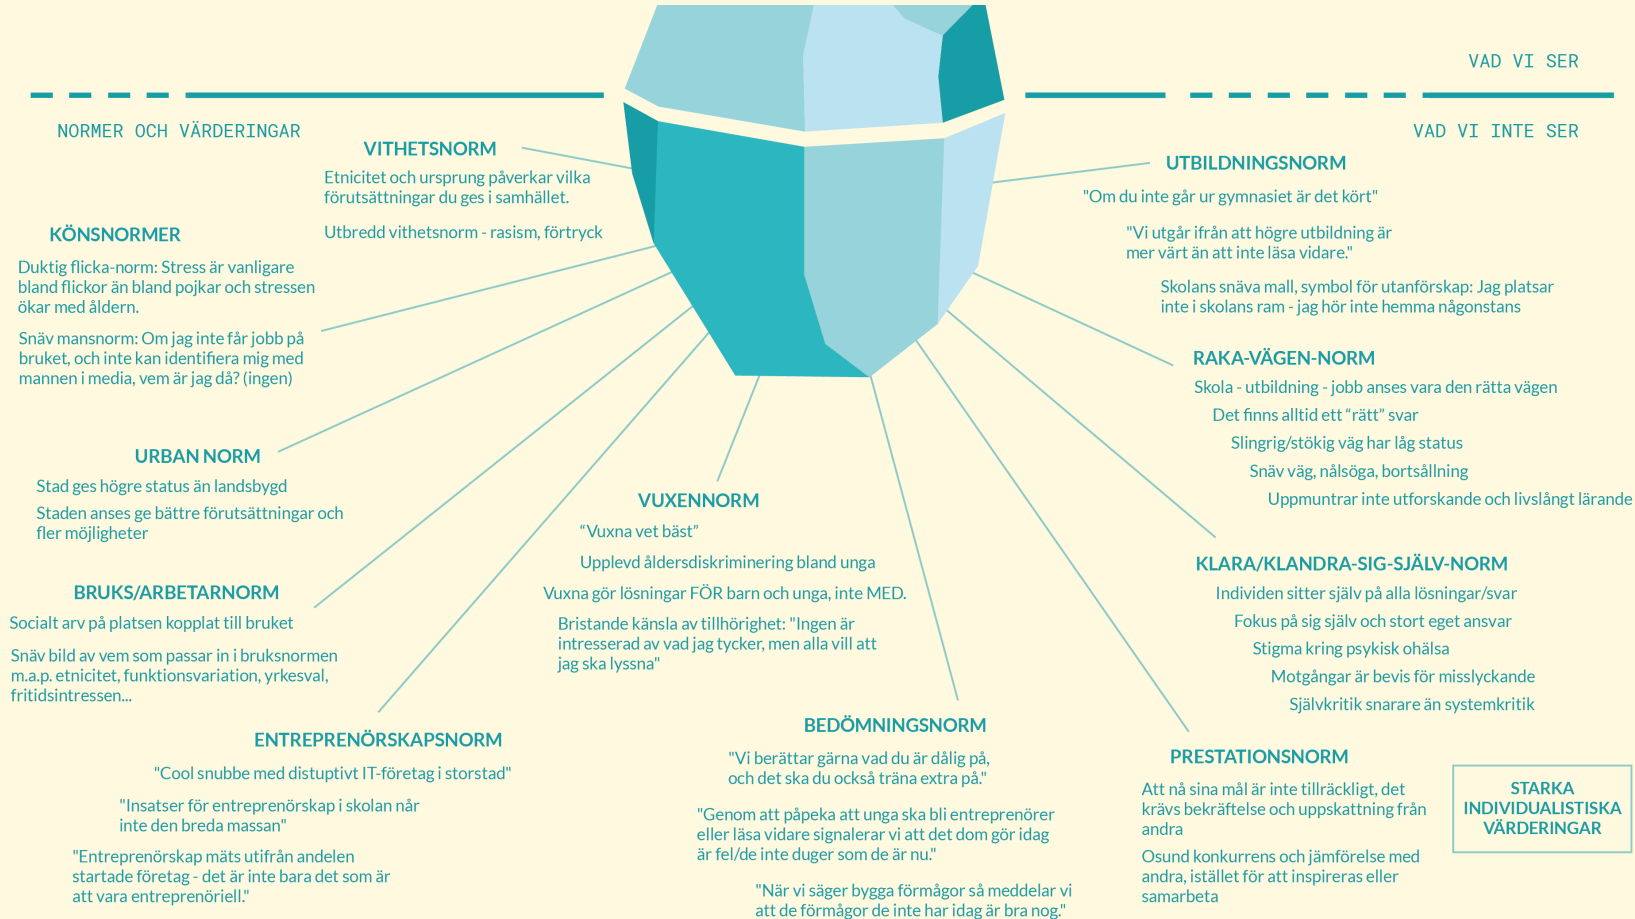 VAD VI SER
NORMER OCH VÄRDERINGAR
VAD VI INTE SER
VITHETSNORM
Etnicitet och ursprung påverkar vilka
förutsättningar du ges i samhället.
Utbredd vithetsnorm - rasism, förtryck
KÖNSNORMER
Duktig flicka-norm: Stress är vanligare
bland flickor än bland pojkar och stressen
ökar med åldern.
Snäv mansnorm: Om jag inte får jobb på
bruket, och inte kan identifiera mig med
mannen i media, vem är jag då? (ingen)
URBAN NORM
Stad ges högre status än landsbygd
Staden anses ge bättre förutsättningar och
fler möjligheter
BRUKS/ARBETARNORM
Socialt arv på platsen kopplat till bruket
Snäv bild av vem som passar in i bruksnormen
m.a.p. etnicitet, funktionsvariation, yrkesval,
fritidsintressen...
ENTREPRENÖRSKAPSNORM
"Cool snubbe med distuptivt IT-företag i storstad"
"Insatser för entreprenörskap i skolan når
inte den breda massan"
"Entreprenörskap mäts utifrån andelen
startade företag - det är inte bara det som är
att vara entreprenöriell."
VUXENNORM
“Vuxna vet bäst”
Upplevd åldersdiskriminering bland unga
Vuxna gör lösningar FÖR barn och unga, inte MED.
Bristande känsla av tillhörighet: "Ingen är
intresserad av vad jag tycker, men alla vill att
jag ska lyssna"
BEDÖMNINGSNORM
"Vi berättar gärna vad du är dålig på,
och det ska du också träna extra på."
"Genom att påpeka att unga ska bli entreprenörer
eller läsa vidare signalerar vi att det dom gör idag
är fel/de inte duger som de är nu."
"När vi säger bygga förmågor så meddelar vi
att de förmågor de inte har idag är bra nog."
UTBILDNINGSNORM
"Om du inte går ur gymnasiet är det kört"
"Vi utgår ifrån att högre utbildning är
mer värt än att inte läsa vidare."
Skolans snäva mall, symbol för utanförskap: Jag platsar
inte i skolans ram - jag hör inte hemma någonstans
RAKA-VÄGEN-NORM
Skola - utbildning - jobb anses vara den rätta vägen
Det finns alltid ett “rätt” svar
Slingrig/stökig väg har låg status
Snäv väg, nålsöga, bortsållning
Uppmuntrar inte utforskande och livslångt lärande
KLARA/KLANDRA-SIG-SJÄLV-NORM
Individen sitter själv på alla lösningar/svar
Fokus på sig själv och stort eget ansvar
Stigma kring psykisk ohälsa
Motgångar är bevis för misslyckande
Självkritik snarare än systemkritik
PRESTATIONSNORM
Att nå sina mål är inte tillräckligt, det
krävs bekräftelse och uppskattning från
andra
Osund konkurrens och jämförelse med
andra, istället för att inspireras eller
samarbeta
STARKA
INDIVIDUALISTISKA
VÄRDERINGAR